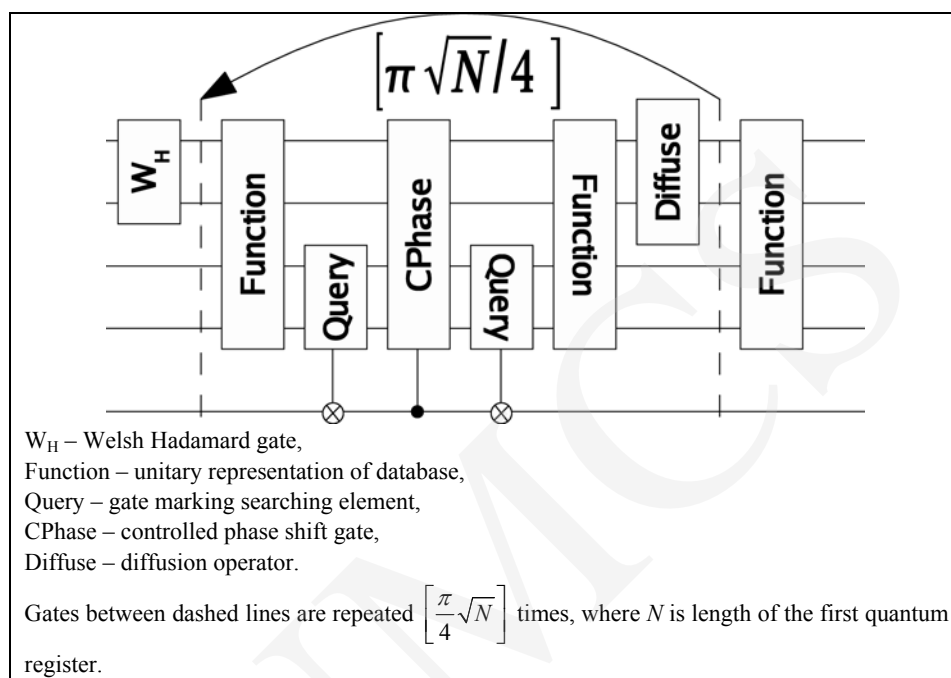 [π √N/4 ]
W_H
Function
Query
CPhase
Query
Function
Diffuse
Function
W_H – Welsh Hadamard gate,
Function – unitary representation of database,
Query – gate marking searching element,
CPhase – controlled phase shift gate,
Diffuse – diffusion operator.
Gates between dashed lines are repeated [π/4 √N] times, where N is length of the first quantum
register.
UMCS